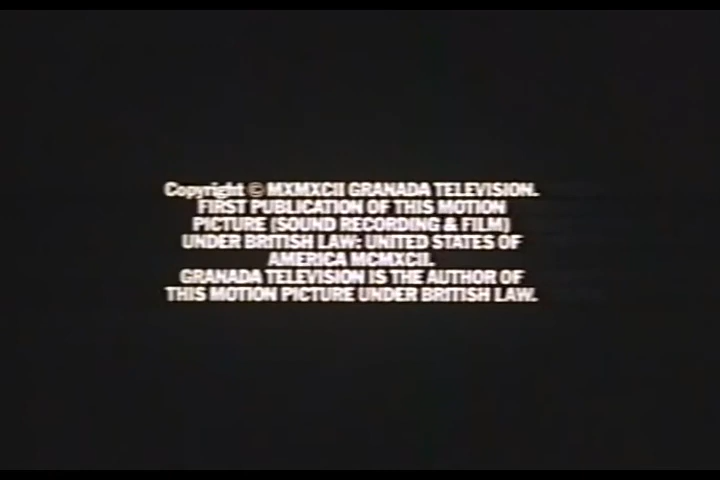 Copyright © MXMXCII GRANADA TELEVISION.
FIRST PUBLICATION OF THIS MOTION
PICTURE (SOUND RECORDING & FILM)
UNDER BRITISH LAW: UNITED STATES OF
AMERICA MCMXCII.
GRANADA TELEVISION IS THE AUTHOR OF
THIS MOTION PICTURE UNDER BRITISH LAW.